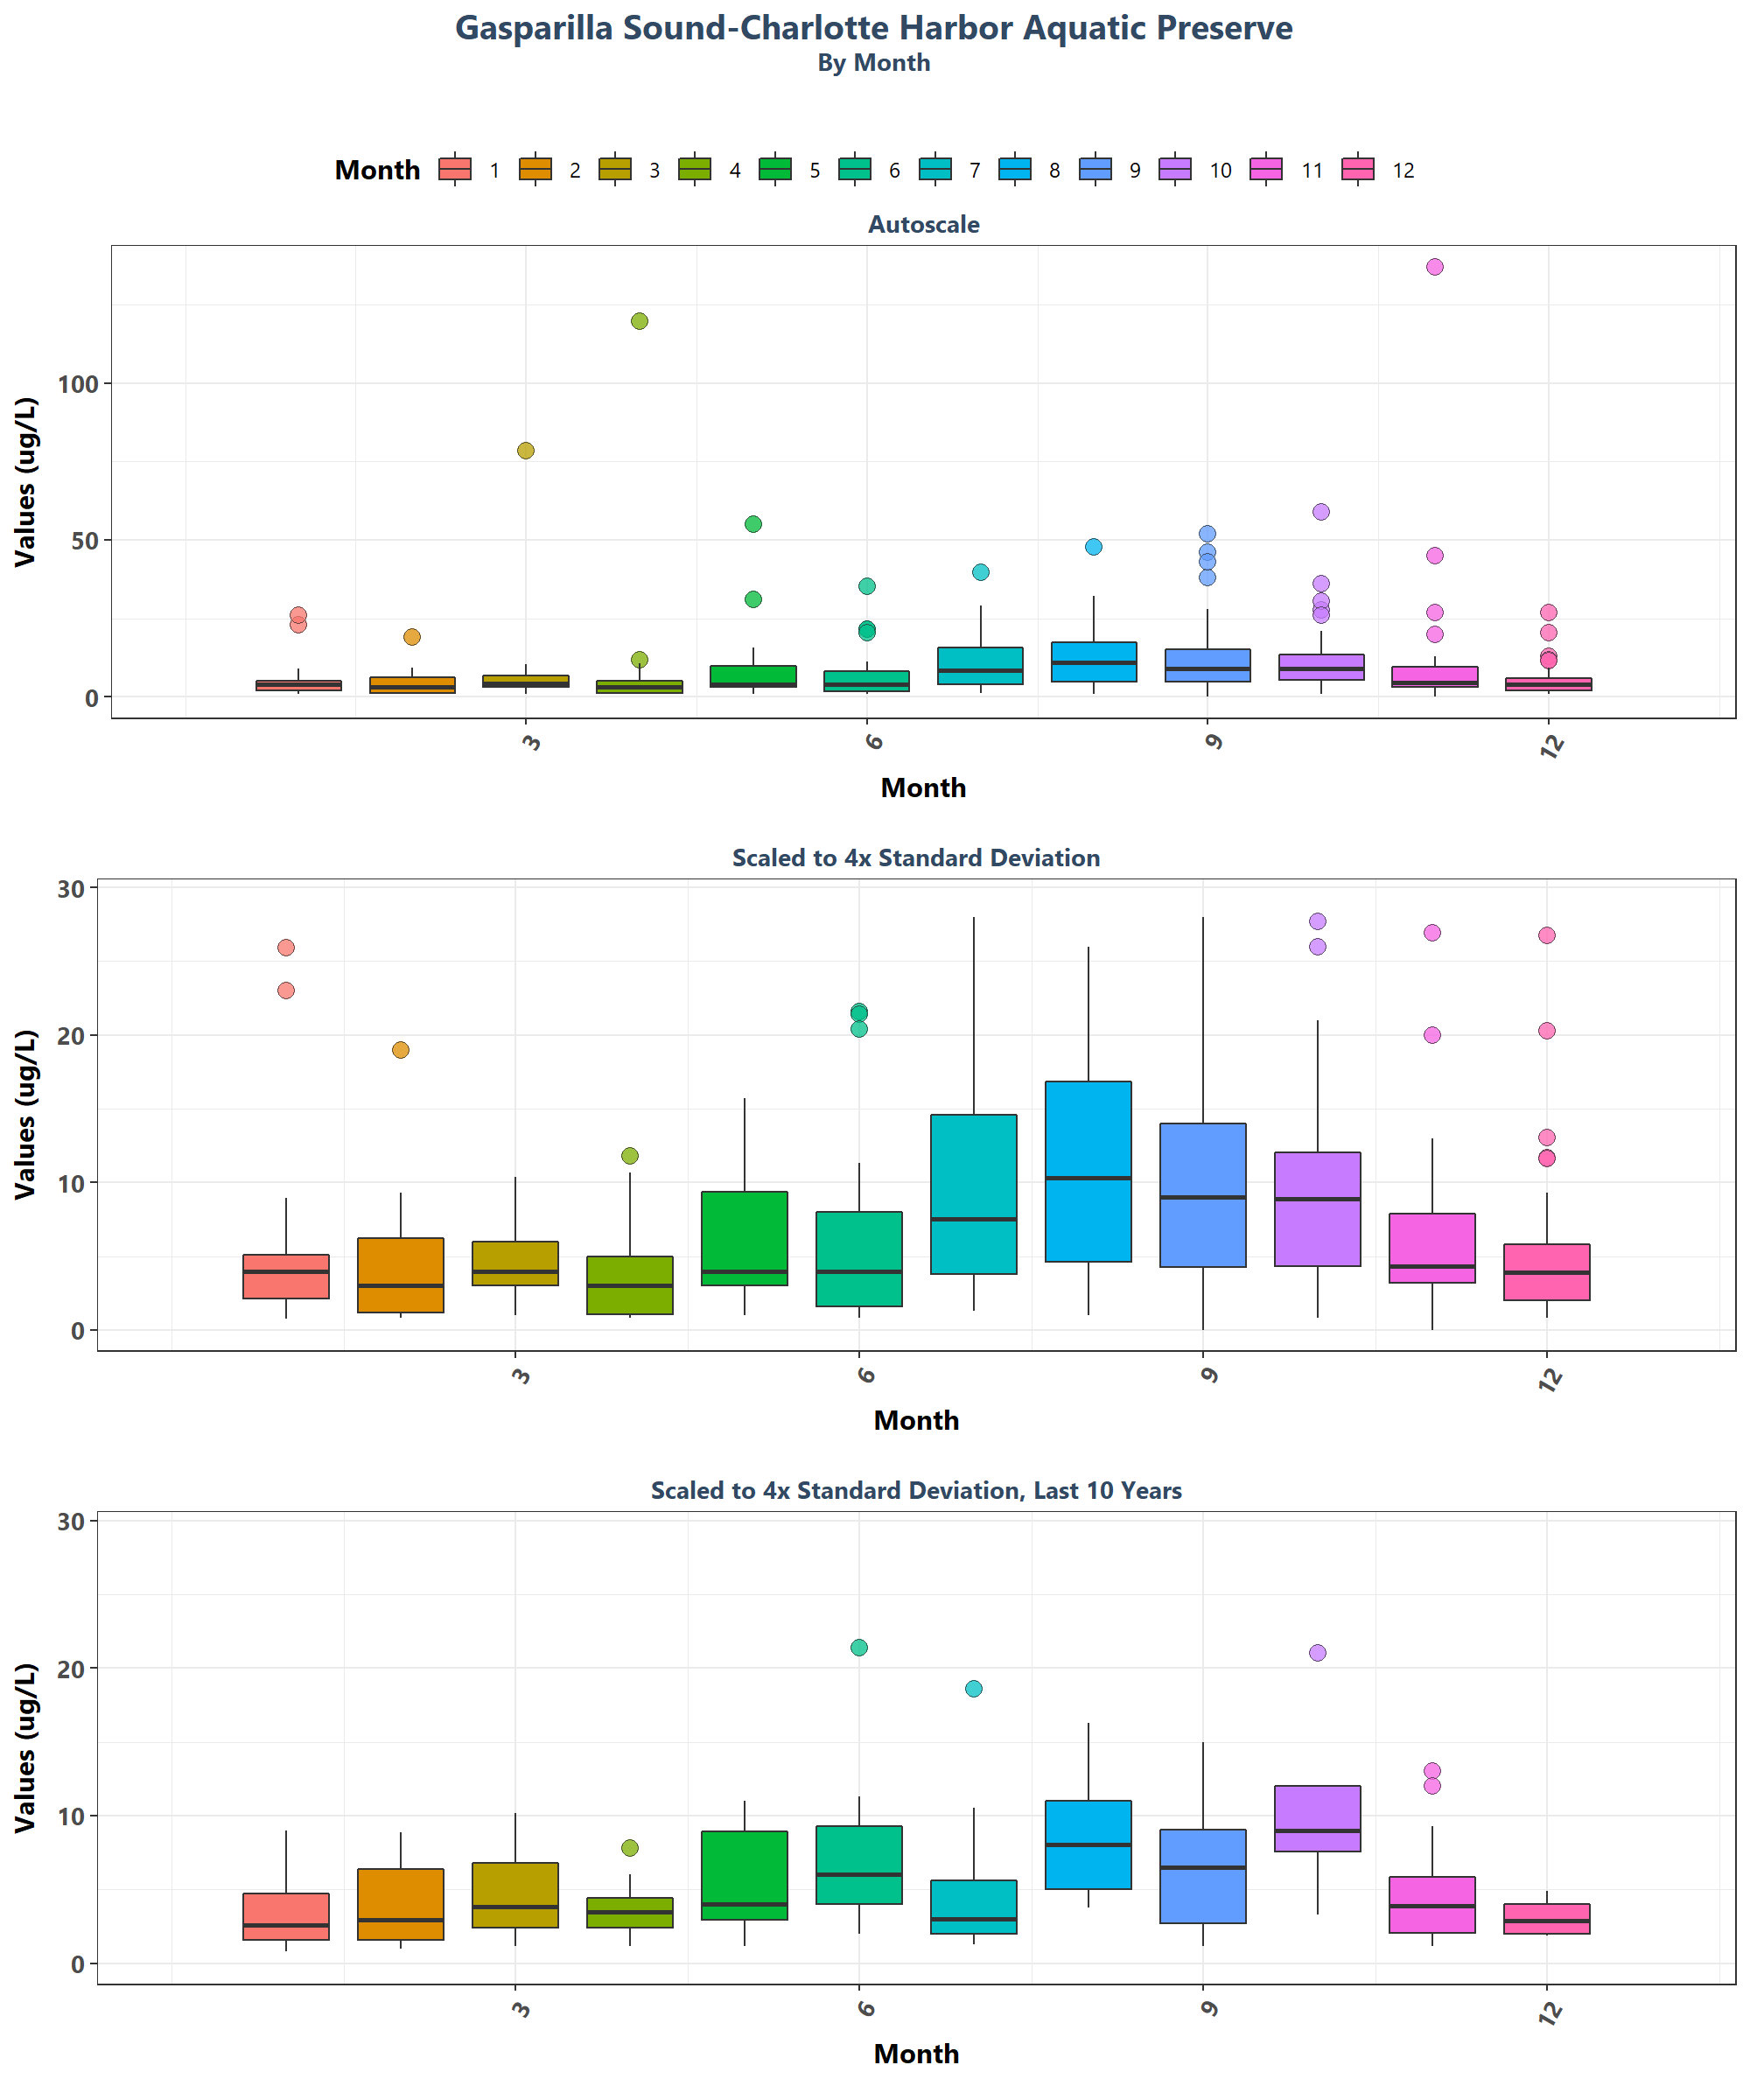 Gasparilla Sound-Charlotte Harbor Aquatic Preserve
By Month
Month 1 2 3 4 5 6 7 8 9 10 11 12
Autoscale
Values (ug/L)
100
50
0
3 6 9 12
Month
Scaled to 4x Standard Deviation
Values (ug/L)
30
20
10
0
3 6 9 12
Month
Scaled to 4x Standard Deviation, Last 10 Years
Values (ug/L)
30
20
10
0
3 6 9 12
Month